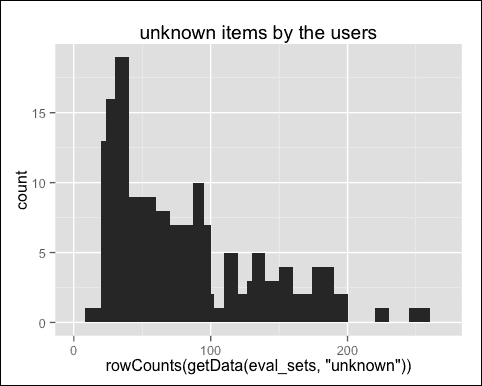 unknown items by the users
count
15
10
5
0
0
100
200
rowCounts(getData(eval_sets, "unknown"))